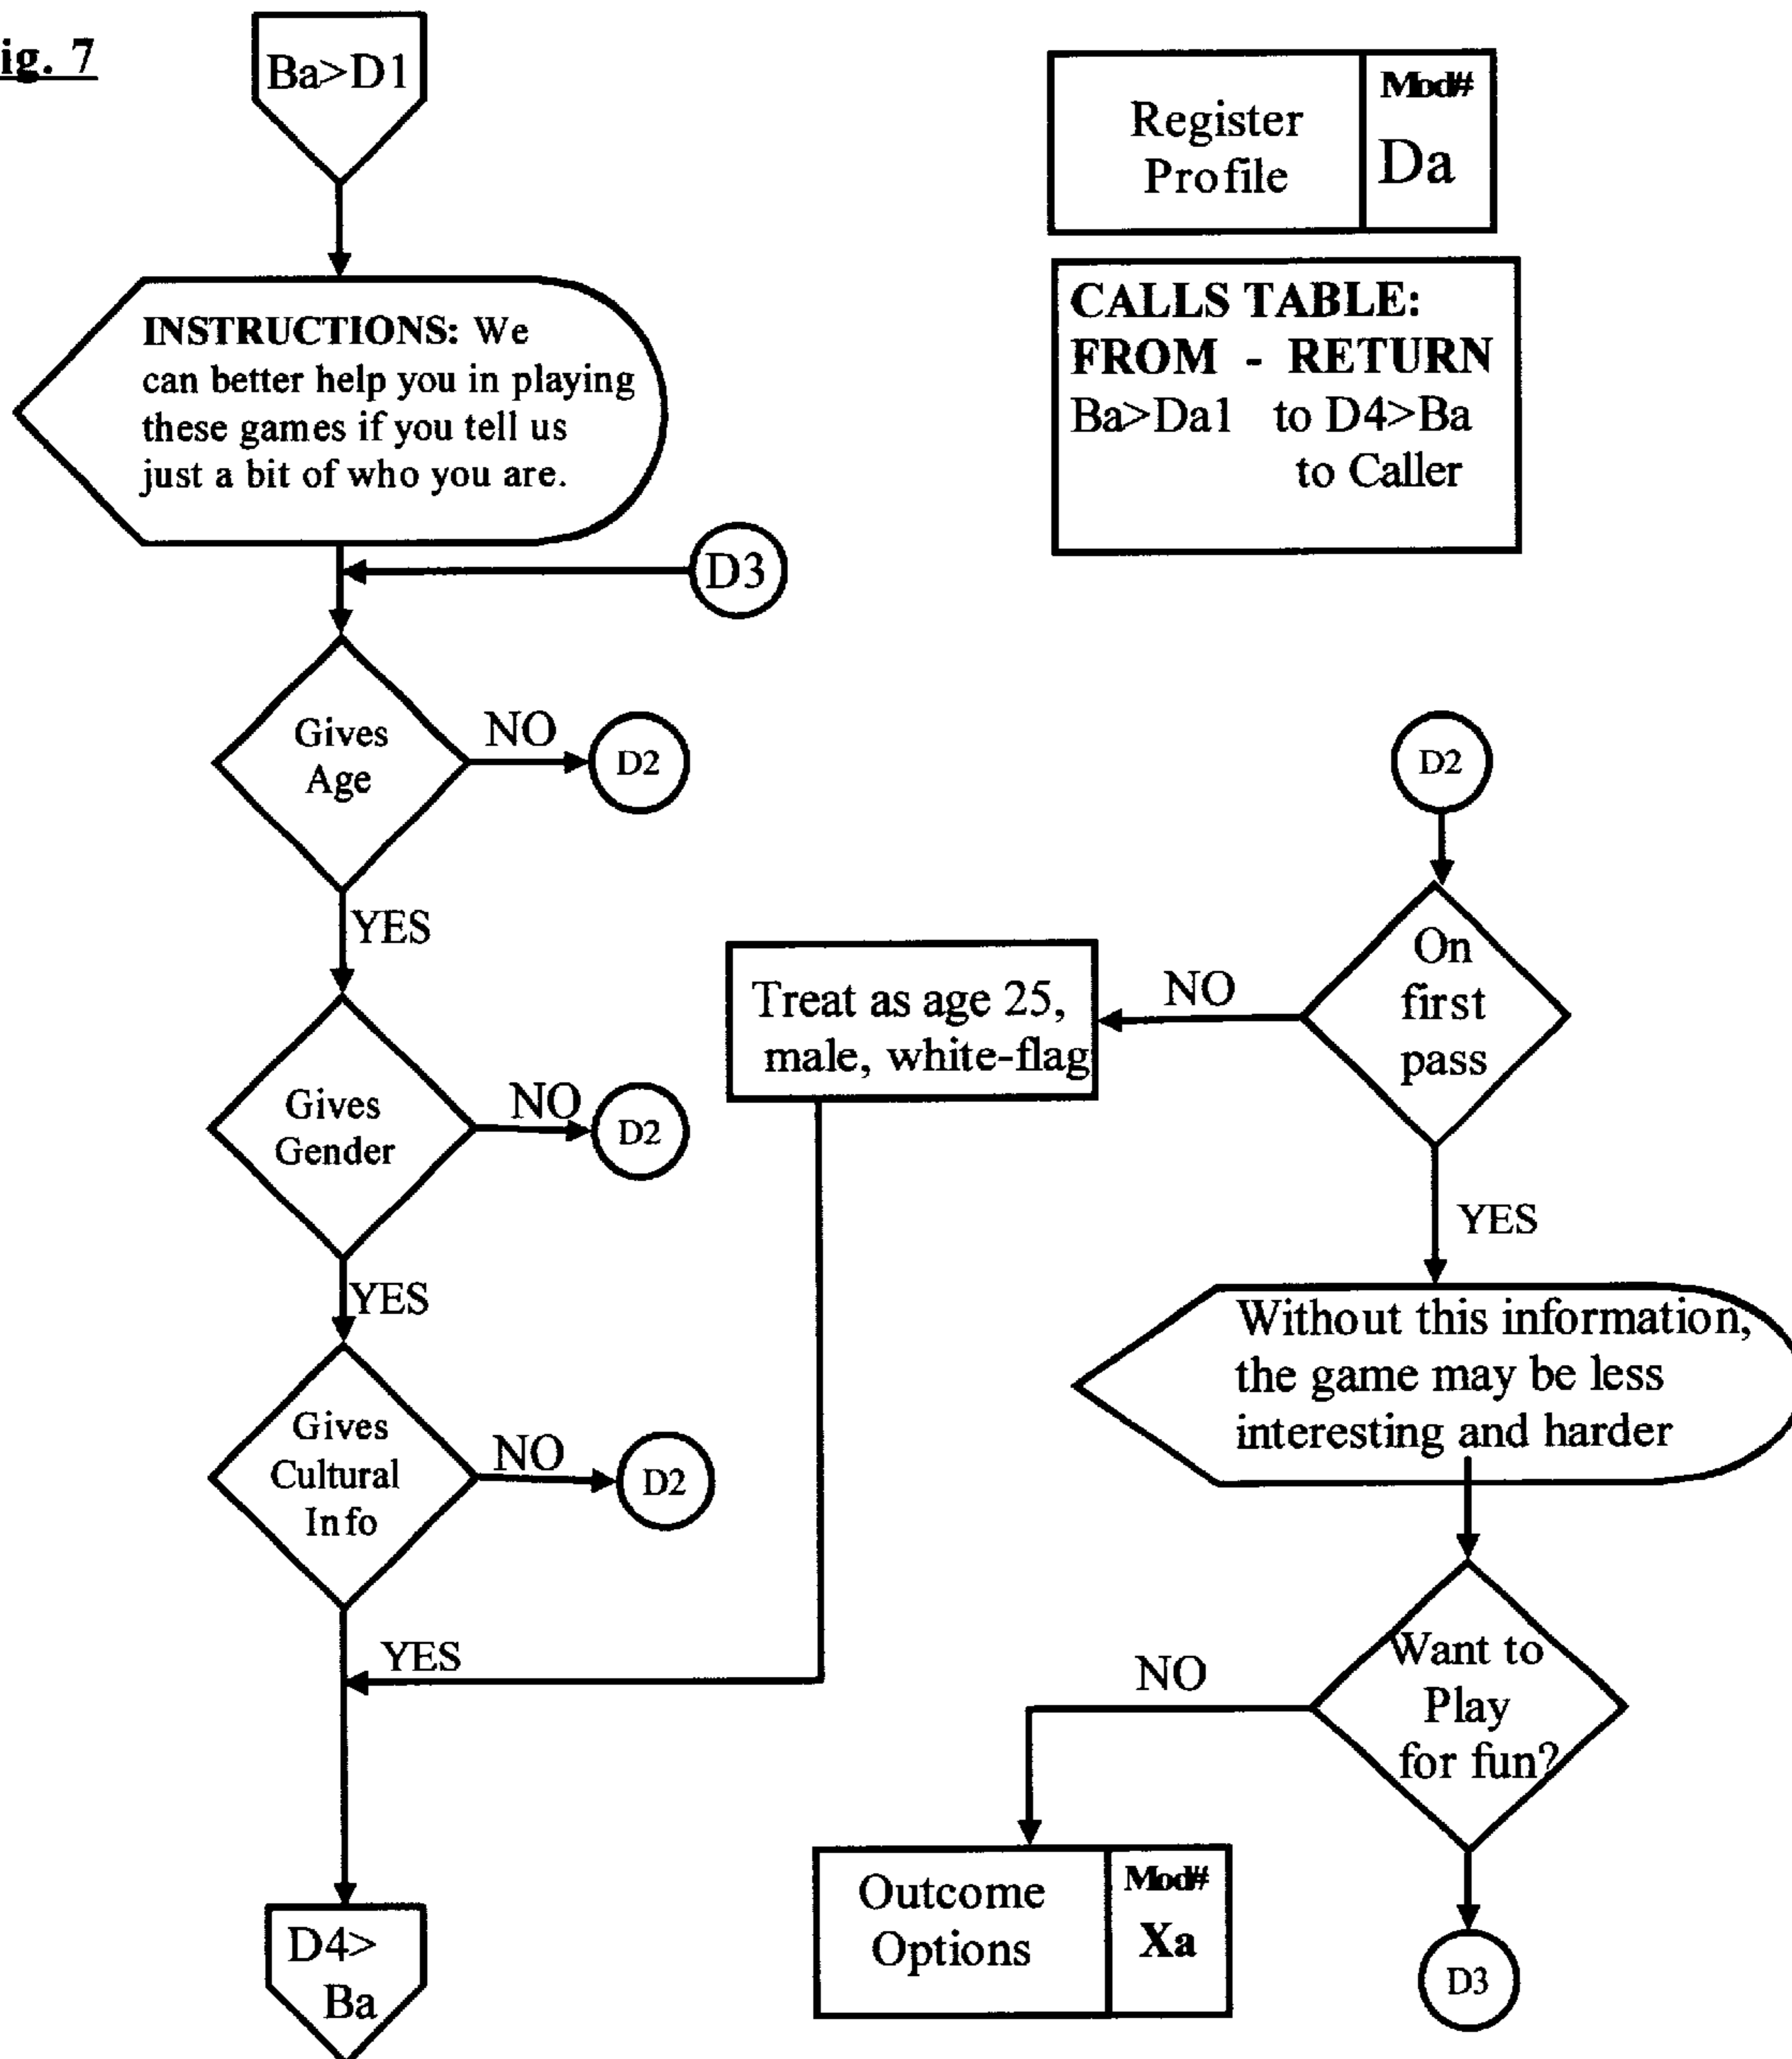 ig. 7
Ba>D1
Register
Profile
Mod#
Da
CALLS TABLE:
FROM - RETURN
Ba>Da1 to D4>Ba
to Caller
INSTRUCTIONS: We
can better help you in playing
these games if you tell us
just a bit of who you are.
D3
Gives
Age
NO
D2
YES
Gives
Gender
NO
D2
YES
Gives
Cultural
Info
NO
D2
YES
D4>
Ba
D2
On
first
pass
NO
Treat as age 25,
male, white-flag
YES
Without this information,
the game may be less
interesting and harder
Want to
Play
for fun?
NO
Outcome
Options
Mod#
Xa
D3